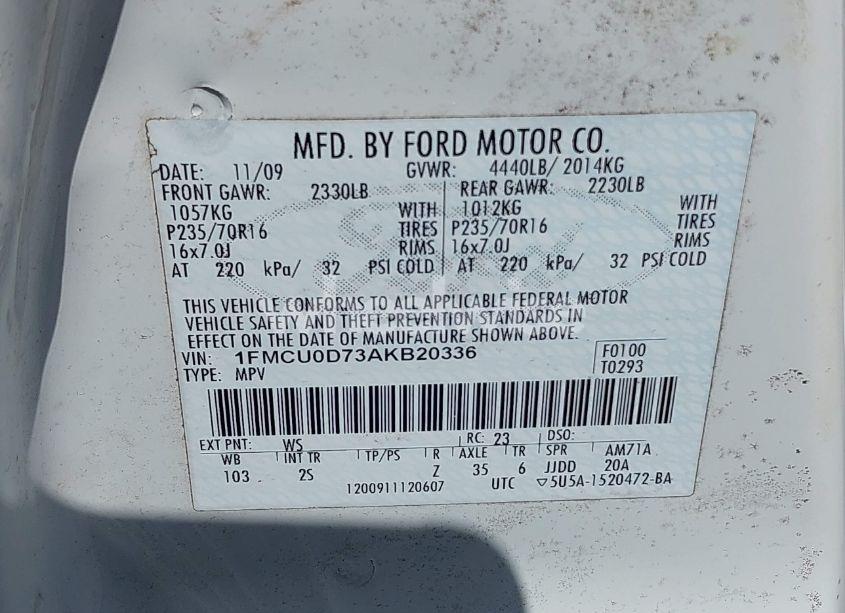 MFD. BY FORD MOTOR CO.
DATE: 11/09 GVWR: 4440LB/ 2014KG
FRONT GAWR: 2330LB REAR GAWR: 2230LB
1057KG WITH 1012KG WITH
P235/70R16 TIRES P235/70R16 TIRES
16x7.0J RIMS 16x7.0J RIMS
AT 220 kPa/ 32 PSI COLD AT 220 kPa/ 32 PSI COLD
THIS VEHICLE CONFORMS TO ALL APPLICABLE FEDERAL MOTOR
VEHICLE SAFETY AND THEFT PREVENTION STANDARDS IN
EFFECT ON THE DATE OF MANUFACTURE SHOWN ABOVE.
VIN: 1FMCU0D73AKB20336 F0100
TYPE: MPV T0293
EXT PNT: WS RC: 23 DSO:
WB INT TR TP/PS R AXLE TR SPR AM71A
103 2S Z 35 6 JJDD 20A
1200911120607 UTC ▽5U5A-1520472-BA